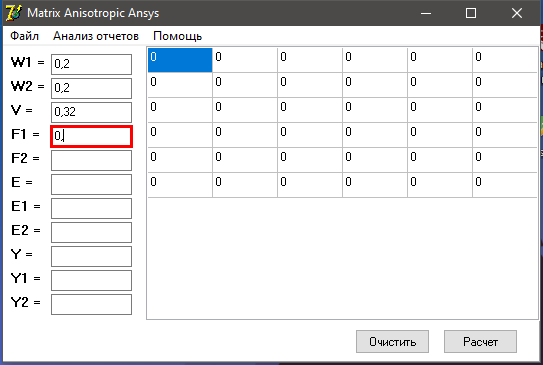 Matrix Anisotropic Ansys
Файл Анализ отчетов Помощь
W1 = 0,2
W2 = 0,2
V = 0,32
F1 = 0,
F2 =
E =
E1 =
E2 =
Y =
Y1 =
Y2 =
0 0 0 0 0 0
0 0 0 0 0 0
0 0 0 0 0 0
0 0 0 0 0 0
0 0 0 0 0 0
0 0 0 0 0 0
Очистить Расчет